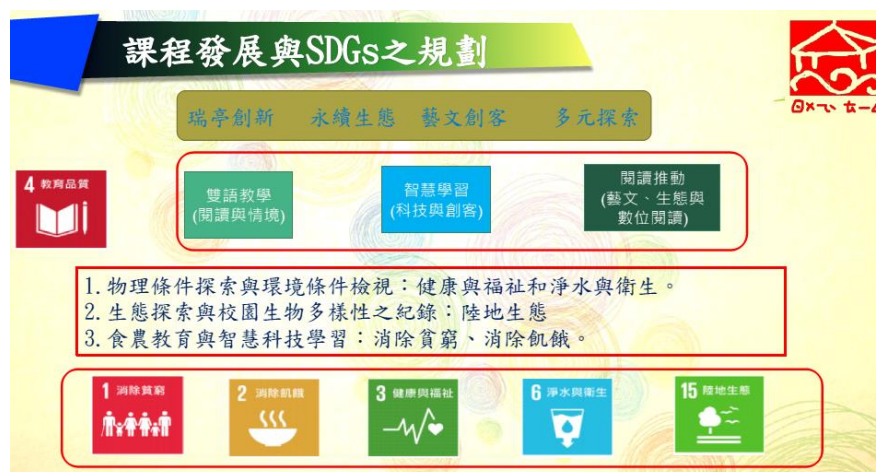 課程發展與SDGs之規劃
瑞亭創新 永續生態 藝文創客 多元探索
4 教育品質
雙語教學
(閱讀與情境)
智慧學習
(科技與創客)
閱讀推動
(藝文、生態與
數位閱讀)
1.物理條件探索與環境條件檢視：健康與福祉和淨水與衛生。
2.生態探索與校園生物多樣性之紀錄：陸地生態
3.食農教育與智慧科技學習：消除貧窮、消除飢餓。
1 消除貧窮
2 消除飢餓
3 健康與福祉
6 淨水與衛生
15 陸地生態